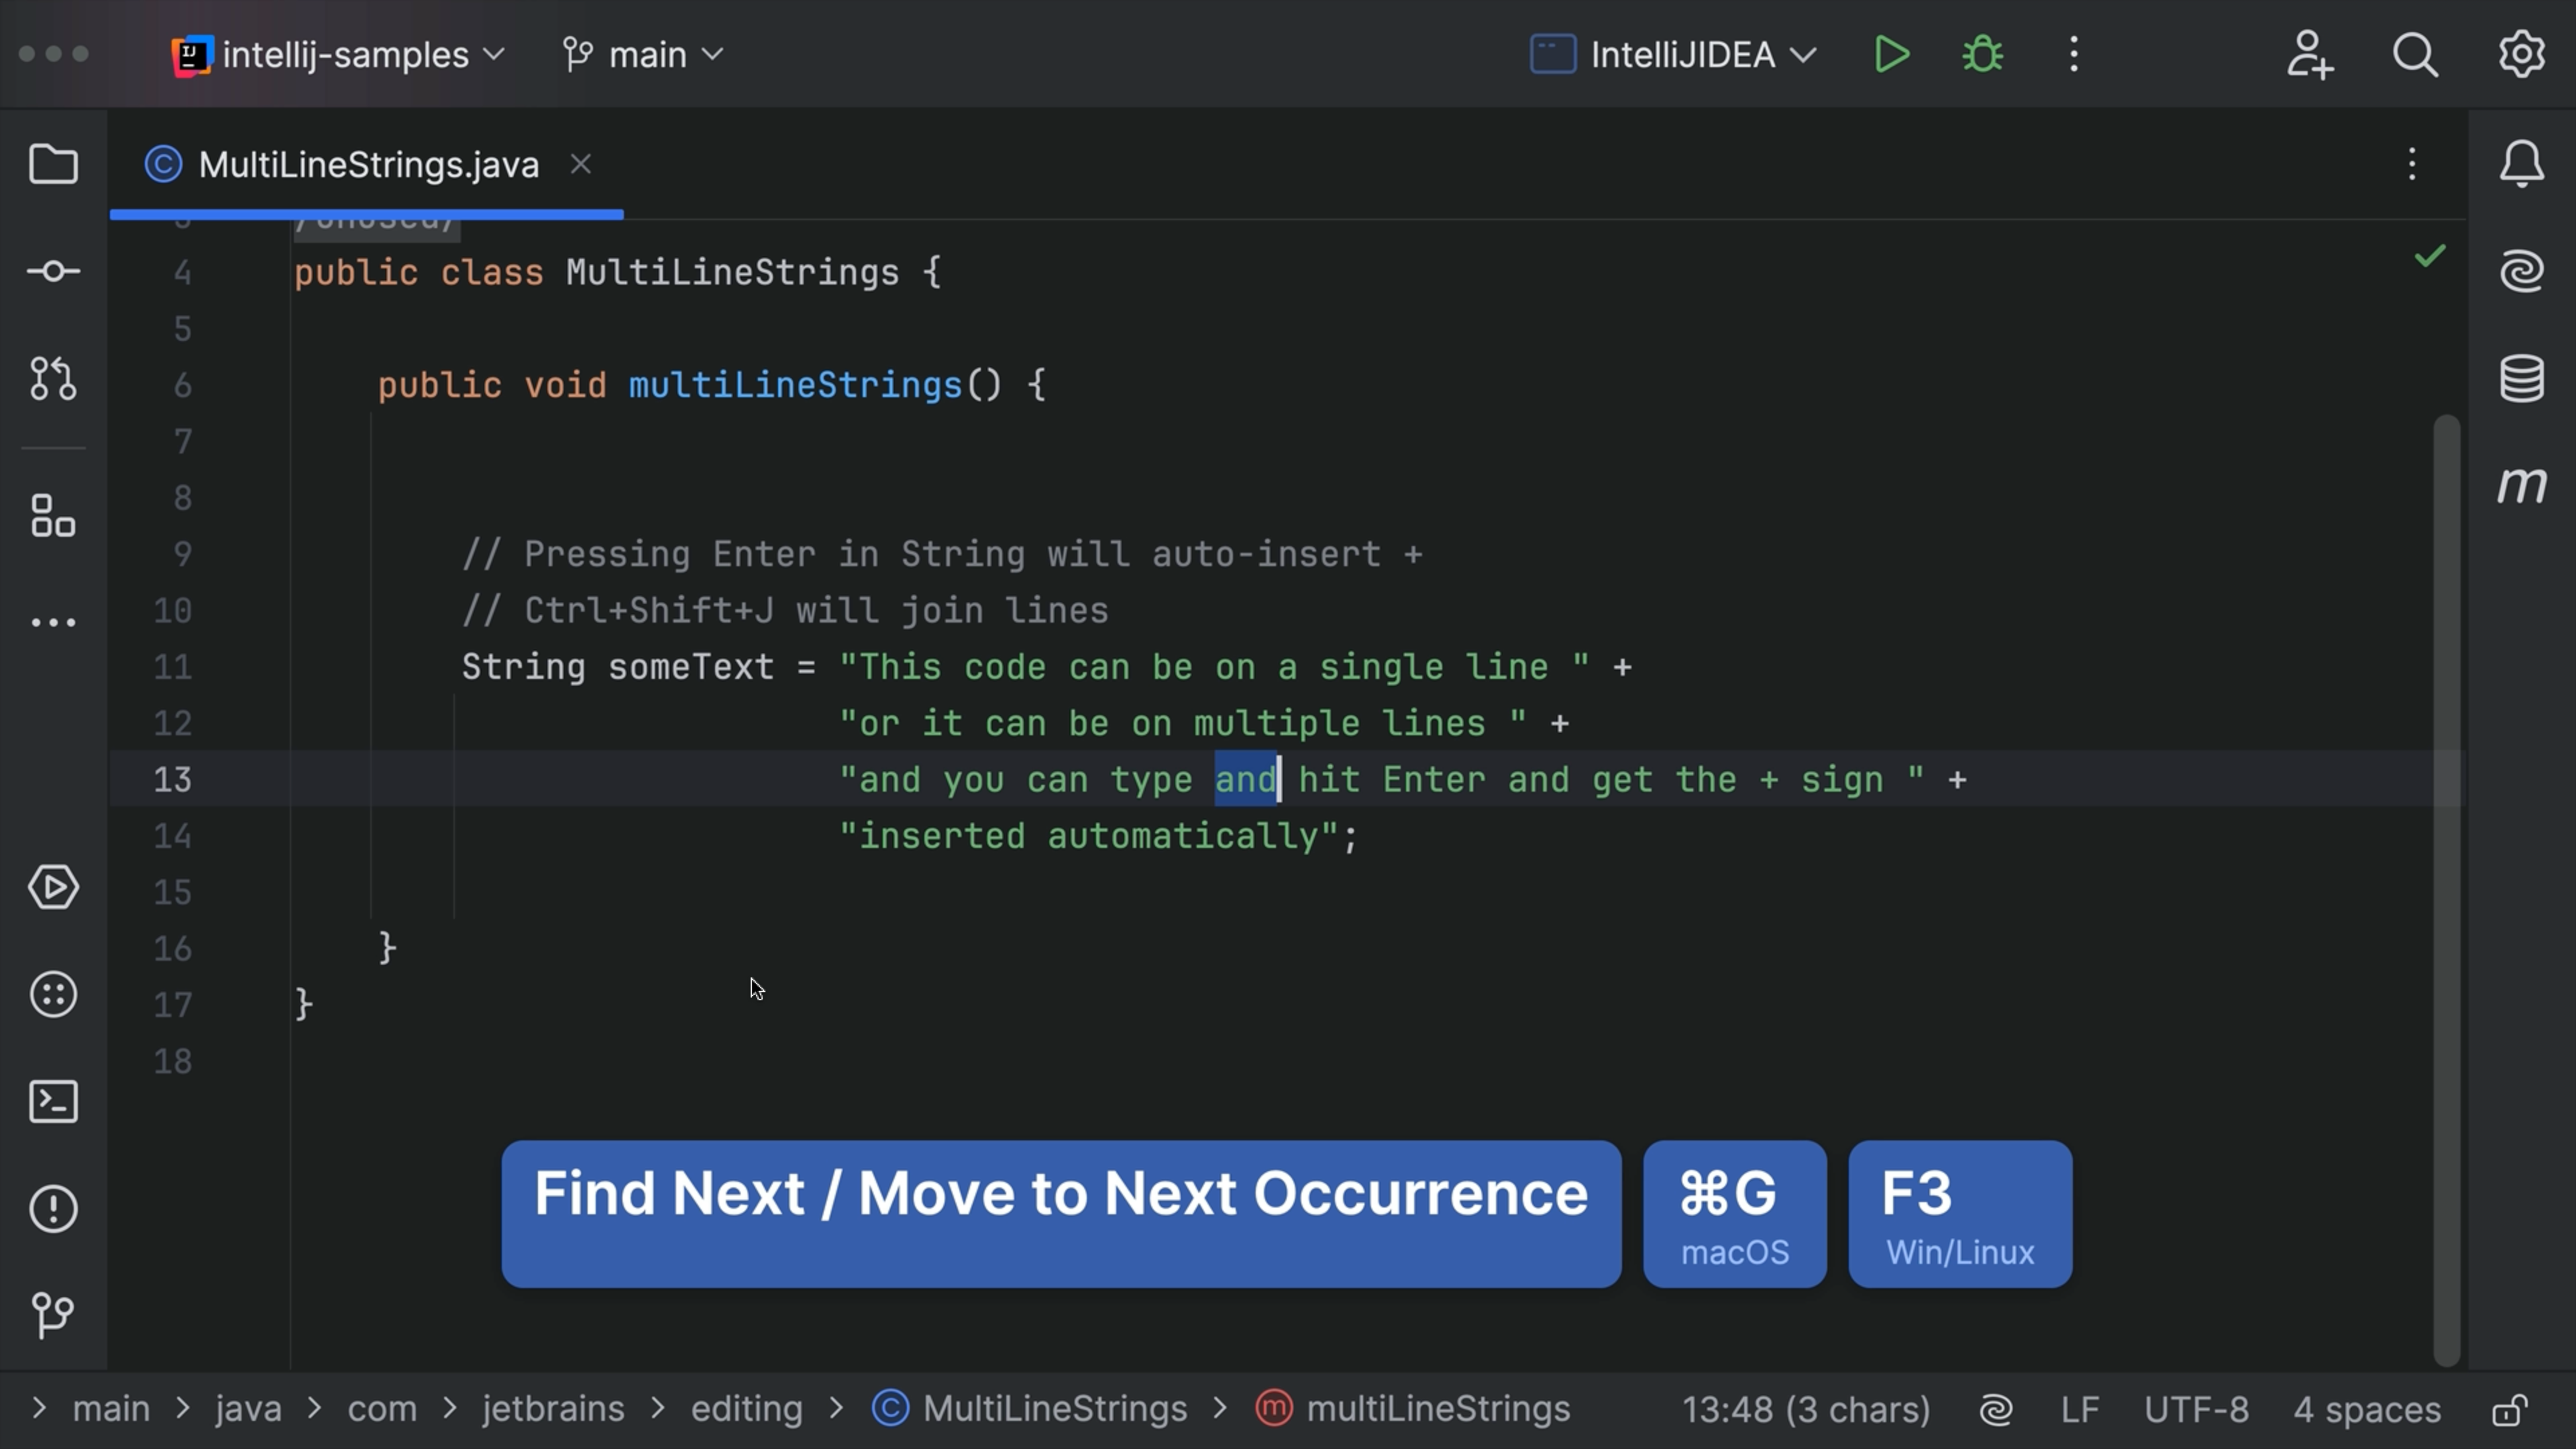 intellij-samples main IntelliJIDEA
MultiLineStrings.java
4 public class MultiLineStrings {
5
6 public void multiLineStrings() {
7
8
9 // Pressing Enter in String will auto-insert +
10 // Ctrl+Shift+J will join lines
11 String someText = "This code can be on a single line " +
12 "or it can be on multiple lines " +
13 "and you can type and hit Enter and get the + sign " +
14 "inserted automatically";
15
16 }
17 }
18
Find Next / Move to Next Occurrence ⌘G F3
macOS Win/Linux
> main > java > com > jetbrains > editing > MultiLineStrings > multiLineStrings 13:48 (3 chars) LF UTF-8 4 spaces